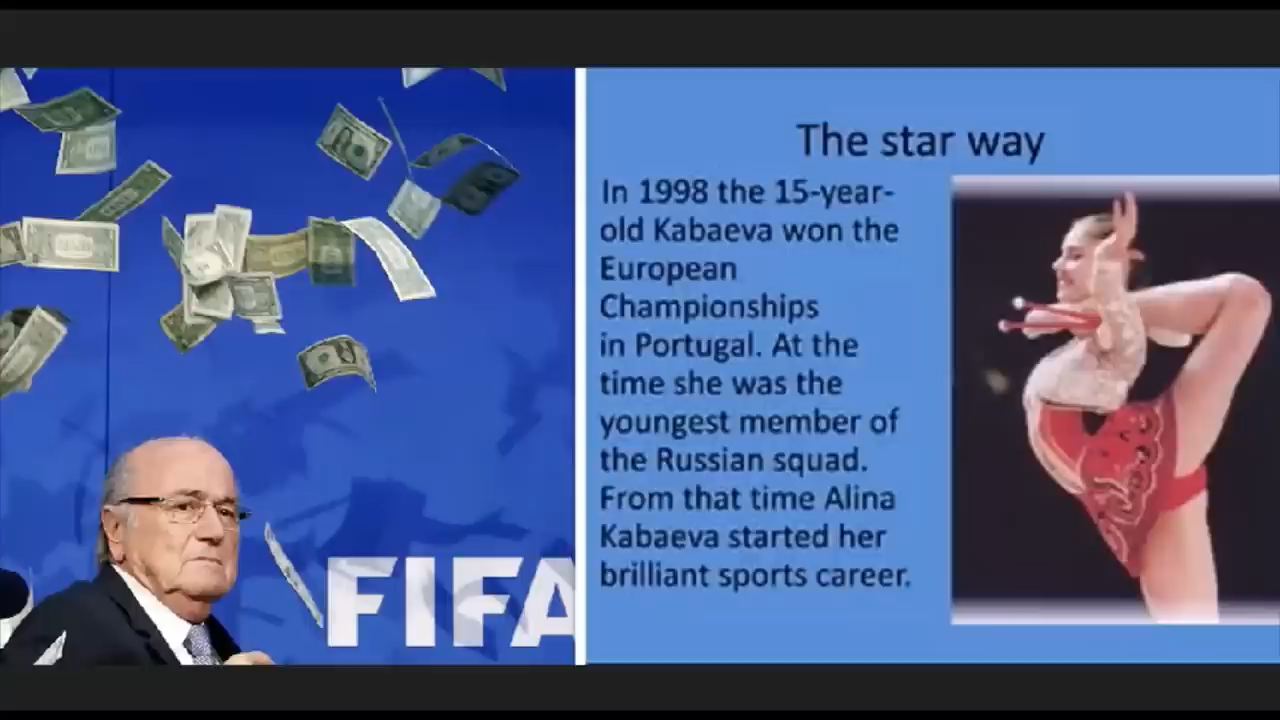 FIFA
The star way
In 1998 the 15-year-
old Kabaeva won the
European
Championships
in Portugal. At the
time she was the
youngest member of
the Russian squad.
From that time Alina
Kabaeva started her
brilliant sports career.